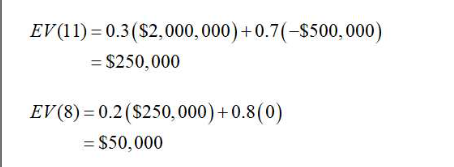 EV(11) = 0.3($2,000,000)+0.7(−$500,000)
= $250,000
EV(8) = 0.2($250,000)+0.8(0)
= $50,000